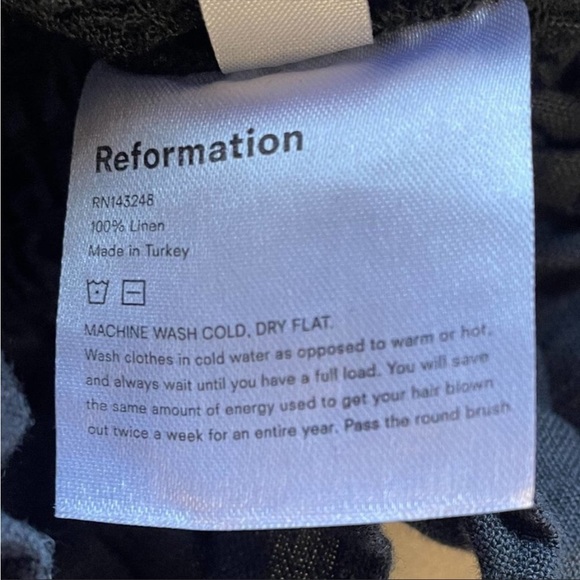 Reformation
RN143248
100% Linen
Made in Turkey
MACHINE WASH COLD, DRY FLAT.
Wash clothes in cold water as opposed to warm or hot,
and always wait until you have a full load. You will save
the same amount of energy used to get your hair blown
out twice a week for an entire year. Pass the round brush.